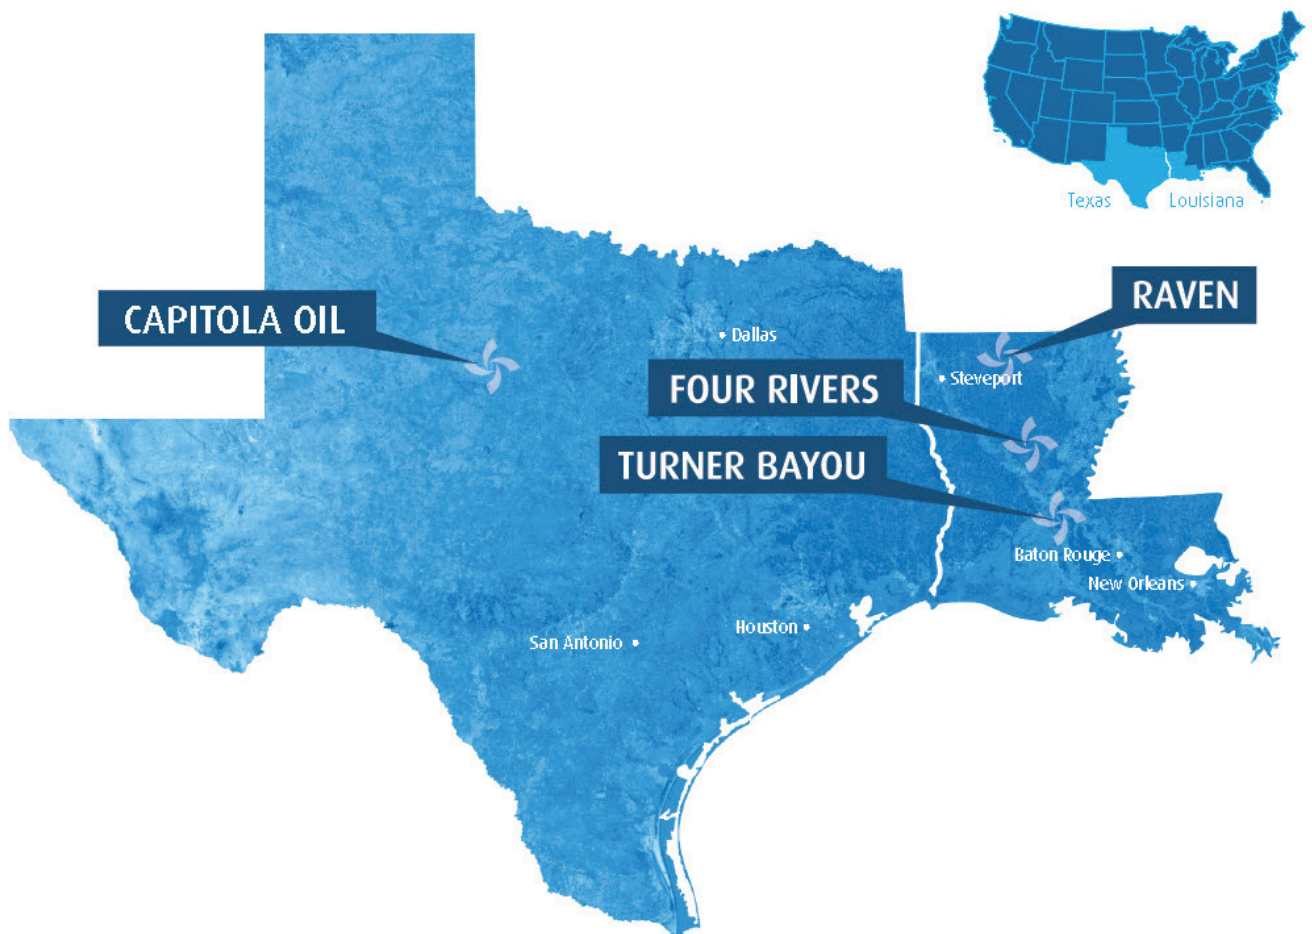 Texas
Louisiana
RAVEN
CAPITOLA OIL
Dallas
FOUR RIVERS
Steveport
TURNER BAYOU
Baton Rouge
New Orleans
Houston
San Antonio